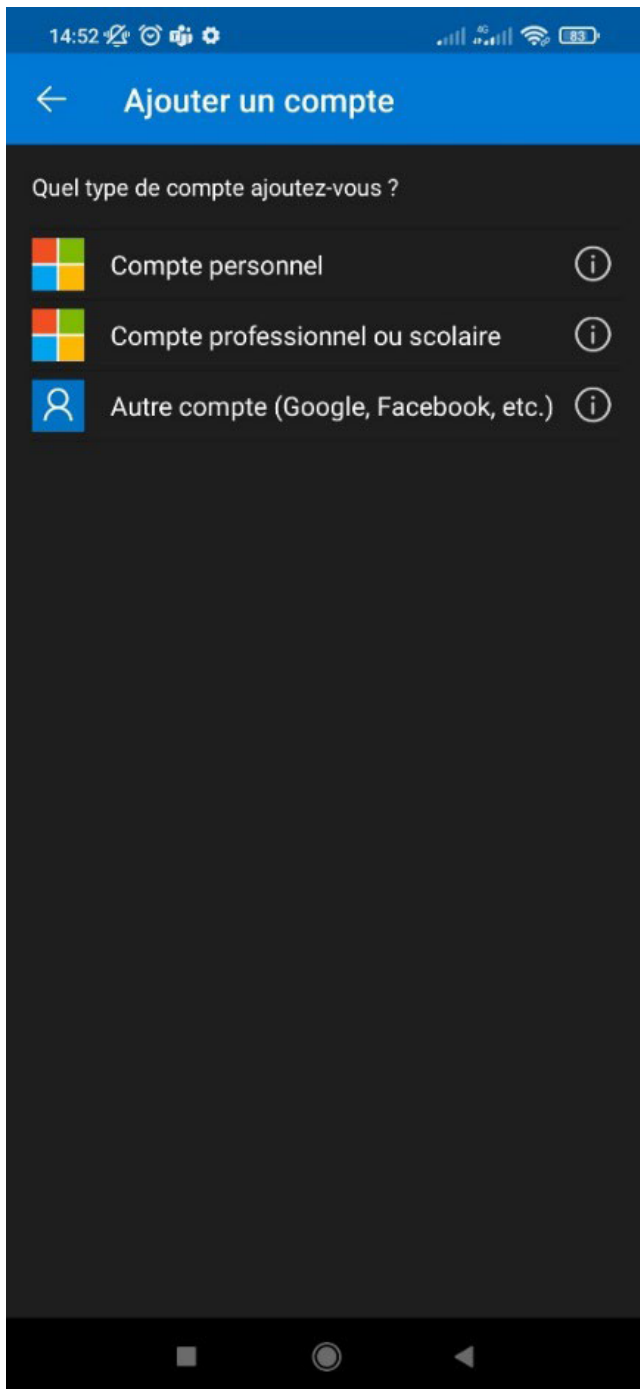 14:52
4G
83
Ajouter un compte
Quel type de compte ajoutez-vous ?
Compte personnel
Compte professionnel ou scolaire
Autre compte (Google, Facebook, etc.)